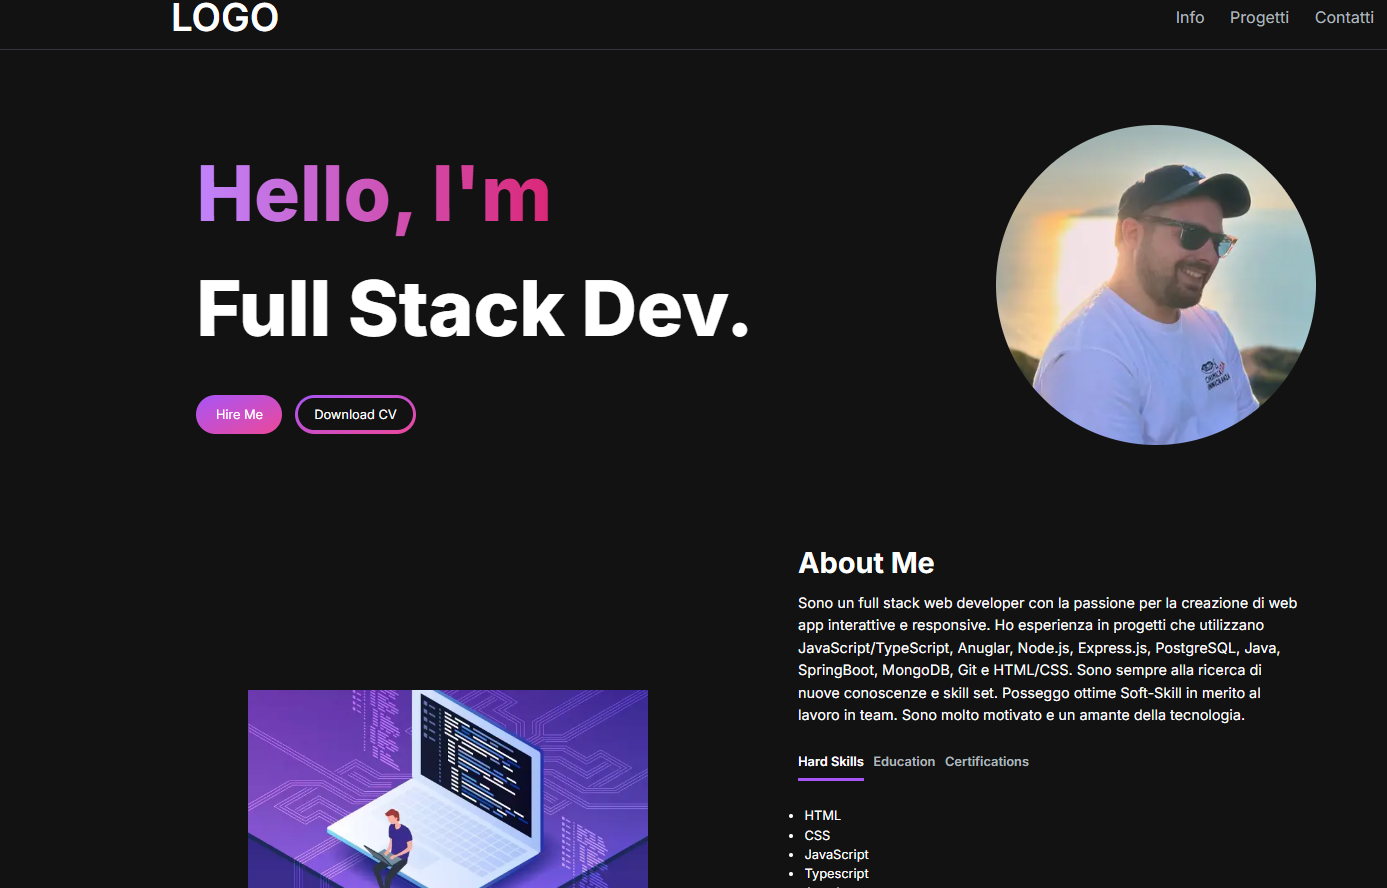 LOGO
Info Progetti Contatti
Hello, I'm
Full Stack Dev.
Hire Me Download CV
About Me
Sono un full stack web developer con la passione per la creazione di web
app interattive e responsive. Ho esperienza in progetti che utilizzano
JavaScript/TypeScript, Anuglar, Node.js, Express.js, PostgreSQL, Java,
SpringBoot, MongoDB, Git e HTML/CSS. Sono sempre alla ricerca di
nuove conoscenze e skill set. Posseggo ottime Soft-Skill in merito al
lavoro in team. Sono molto motivato e un amante della tecnologia.
Hard Skills Education Certifications
HTML
CSS
JavaScript
Typescript